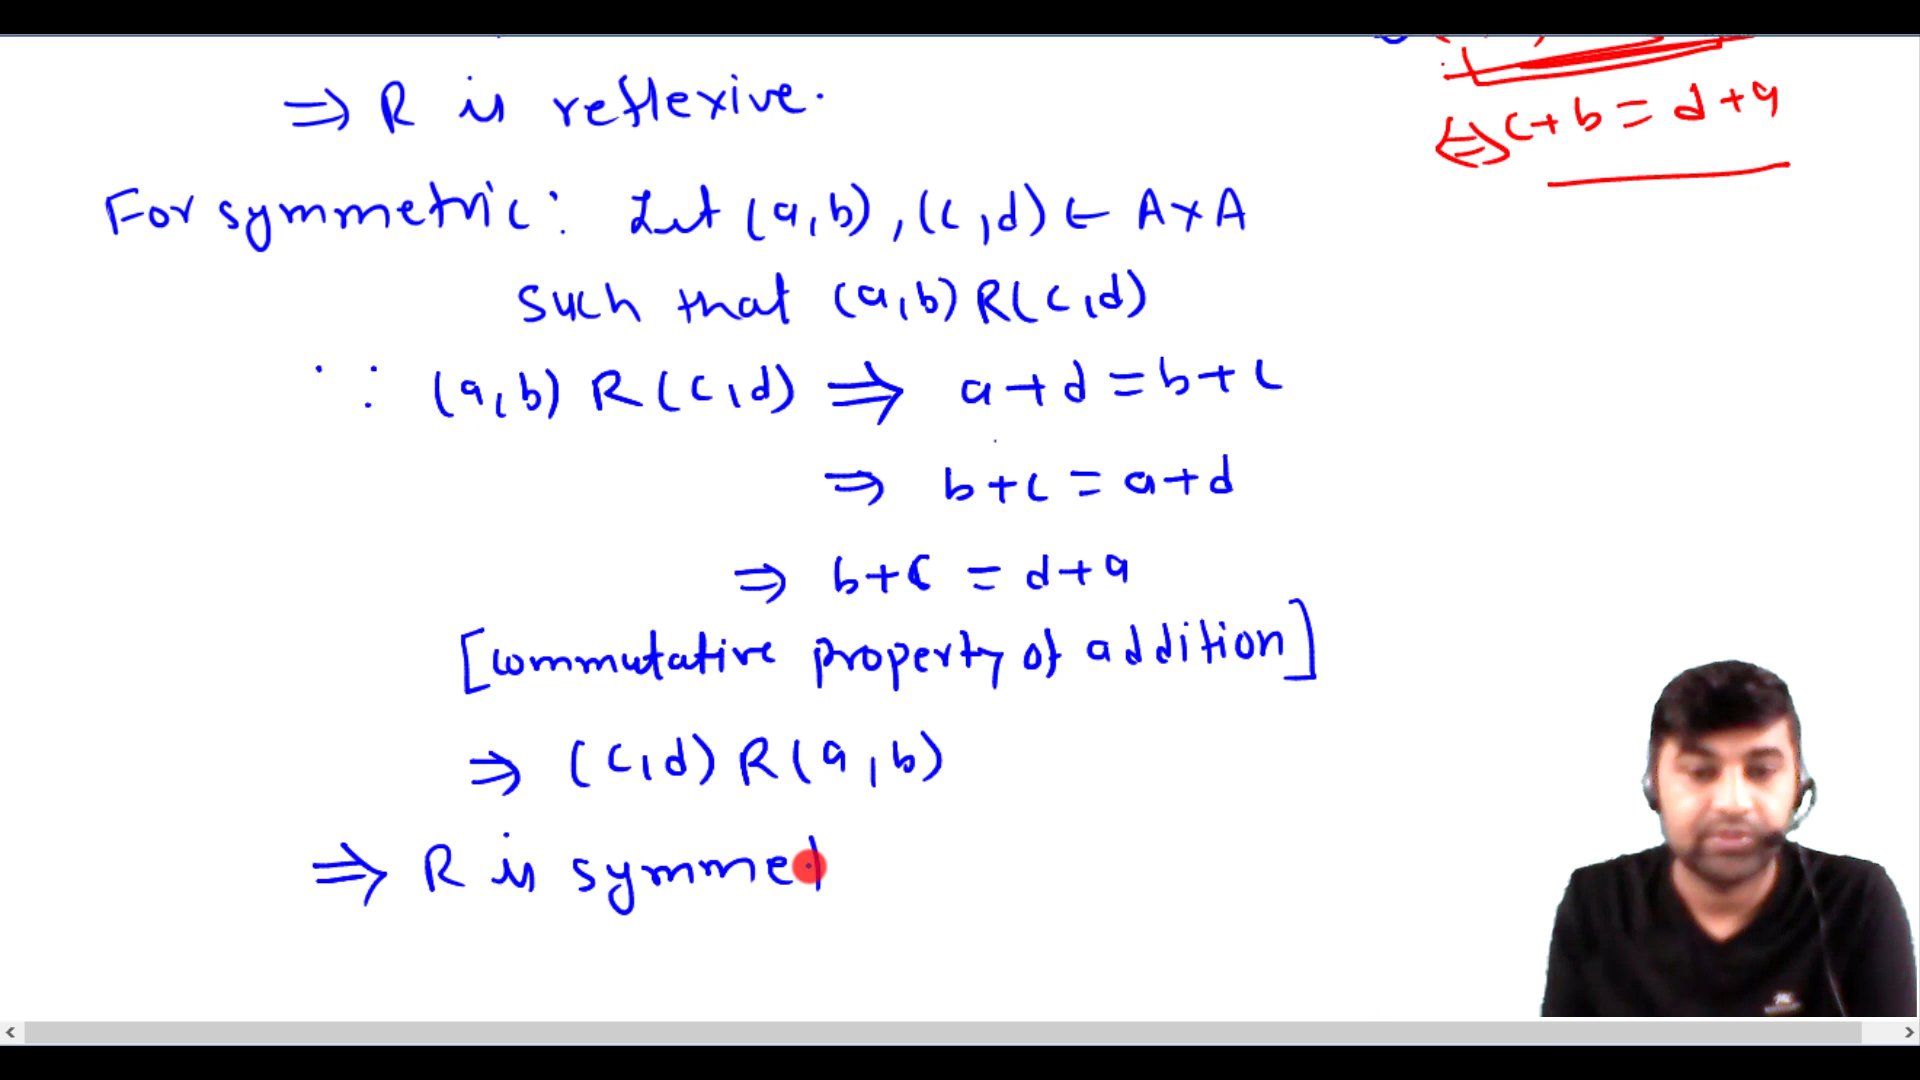 ⇒ R is reflexive.
⇔ c+b = d+a
For symmetric: Let (a,b), (c,d) ∈ A×A
such that (a,b) R (c,d)
∵ (a,b) R (c,d) ⇒ a+d = b+c
⇒ b+c = a+d
⇒ b+c = d+a
[commutative property of addition]
⇒ (c,d) R (a,b)
⇒ R is symmet